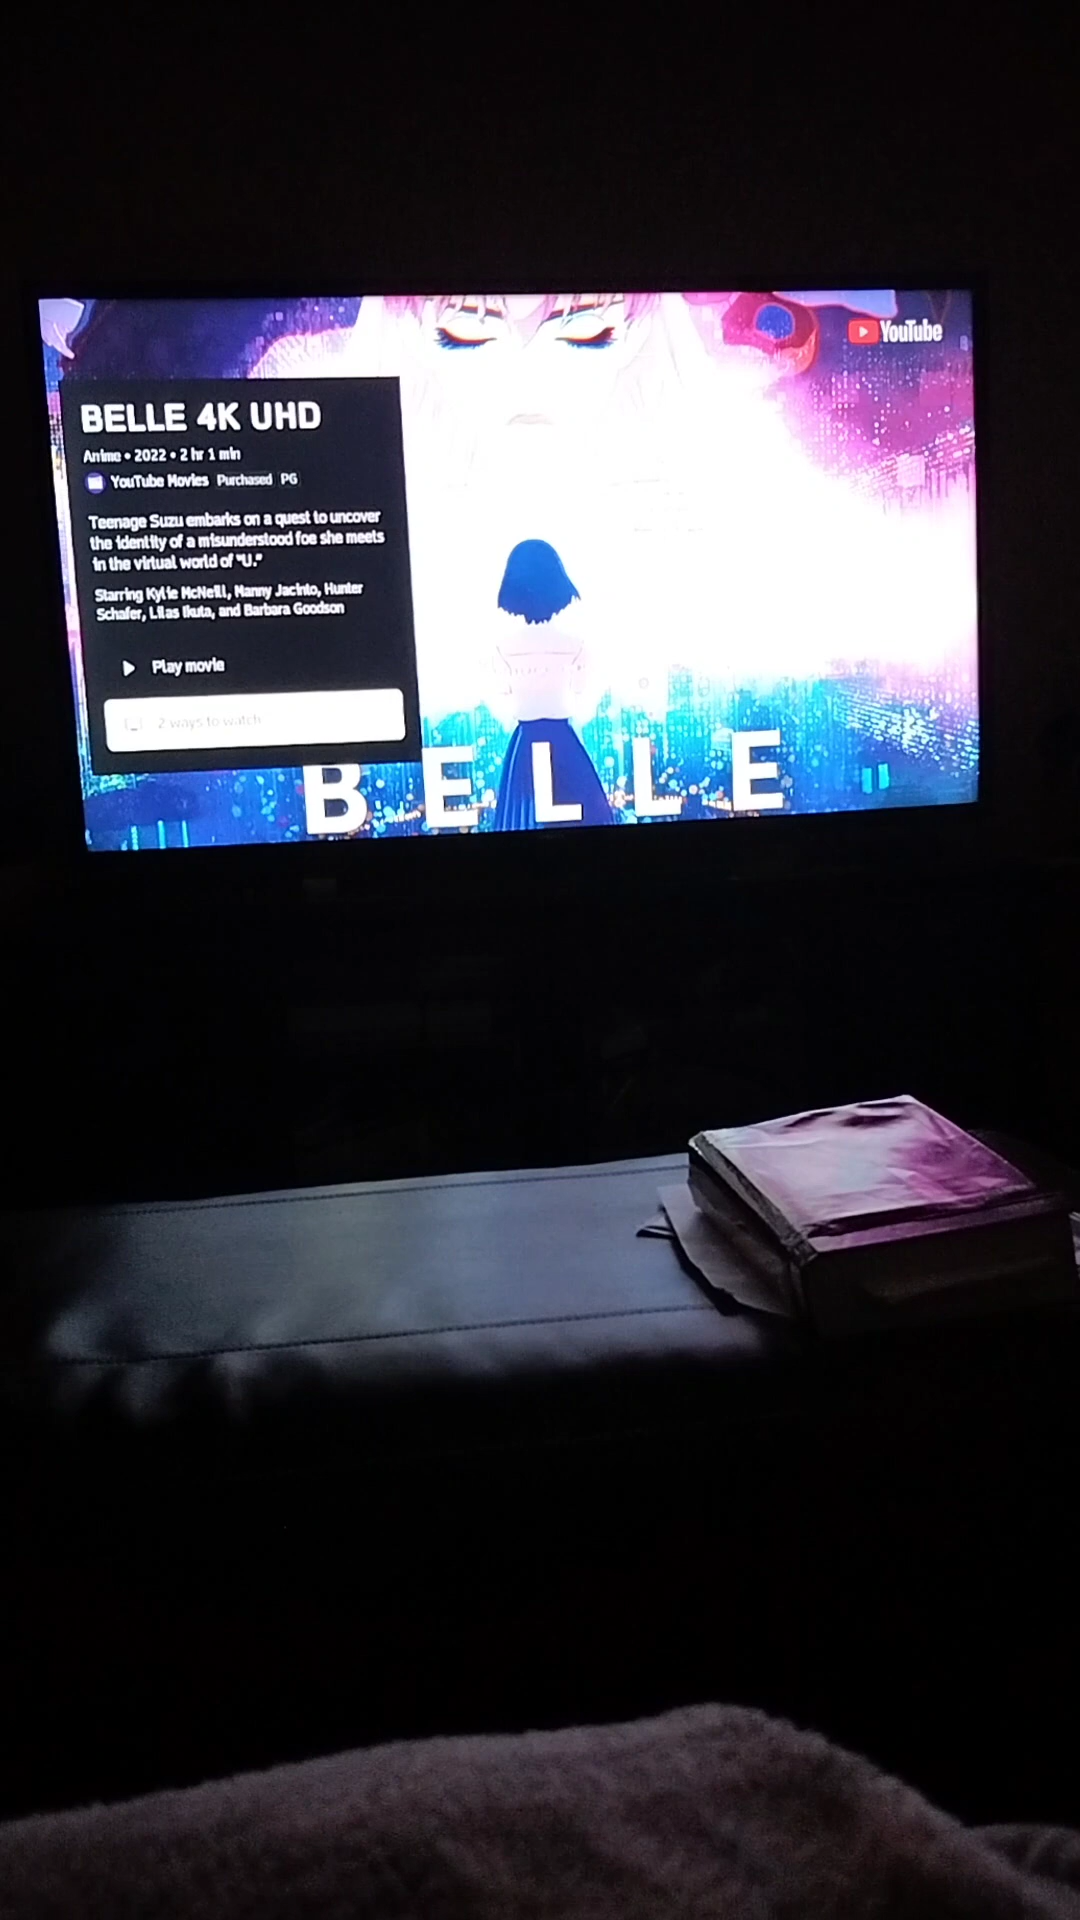 YouTube
BELLE 4K UHD
Anime • 2022 • 2 hr 1 min
YouTube Movies Purchased PG
Teenage Suzu embarks on a quest to uncover
the identity of a misunderstood foe she meets
in the virtual world of "U."
Starring Kylie McNeill, Manny Jacinto, Hunter
Schafer, Lilas Ikuta, and Barbara Goodson
Play movie
2 ways to watch
BELLE